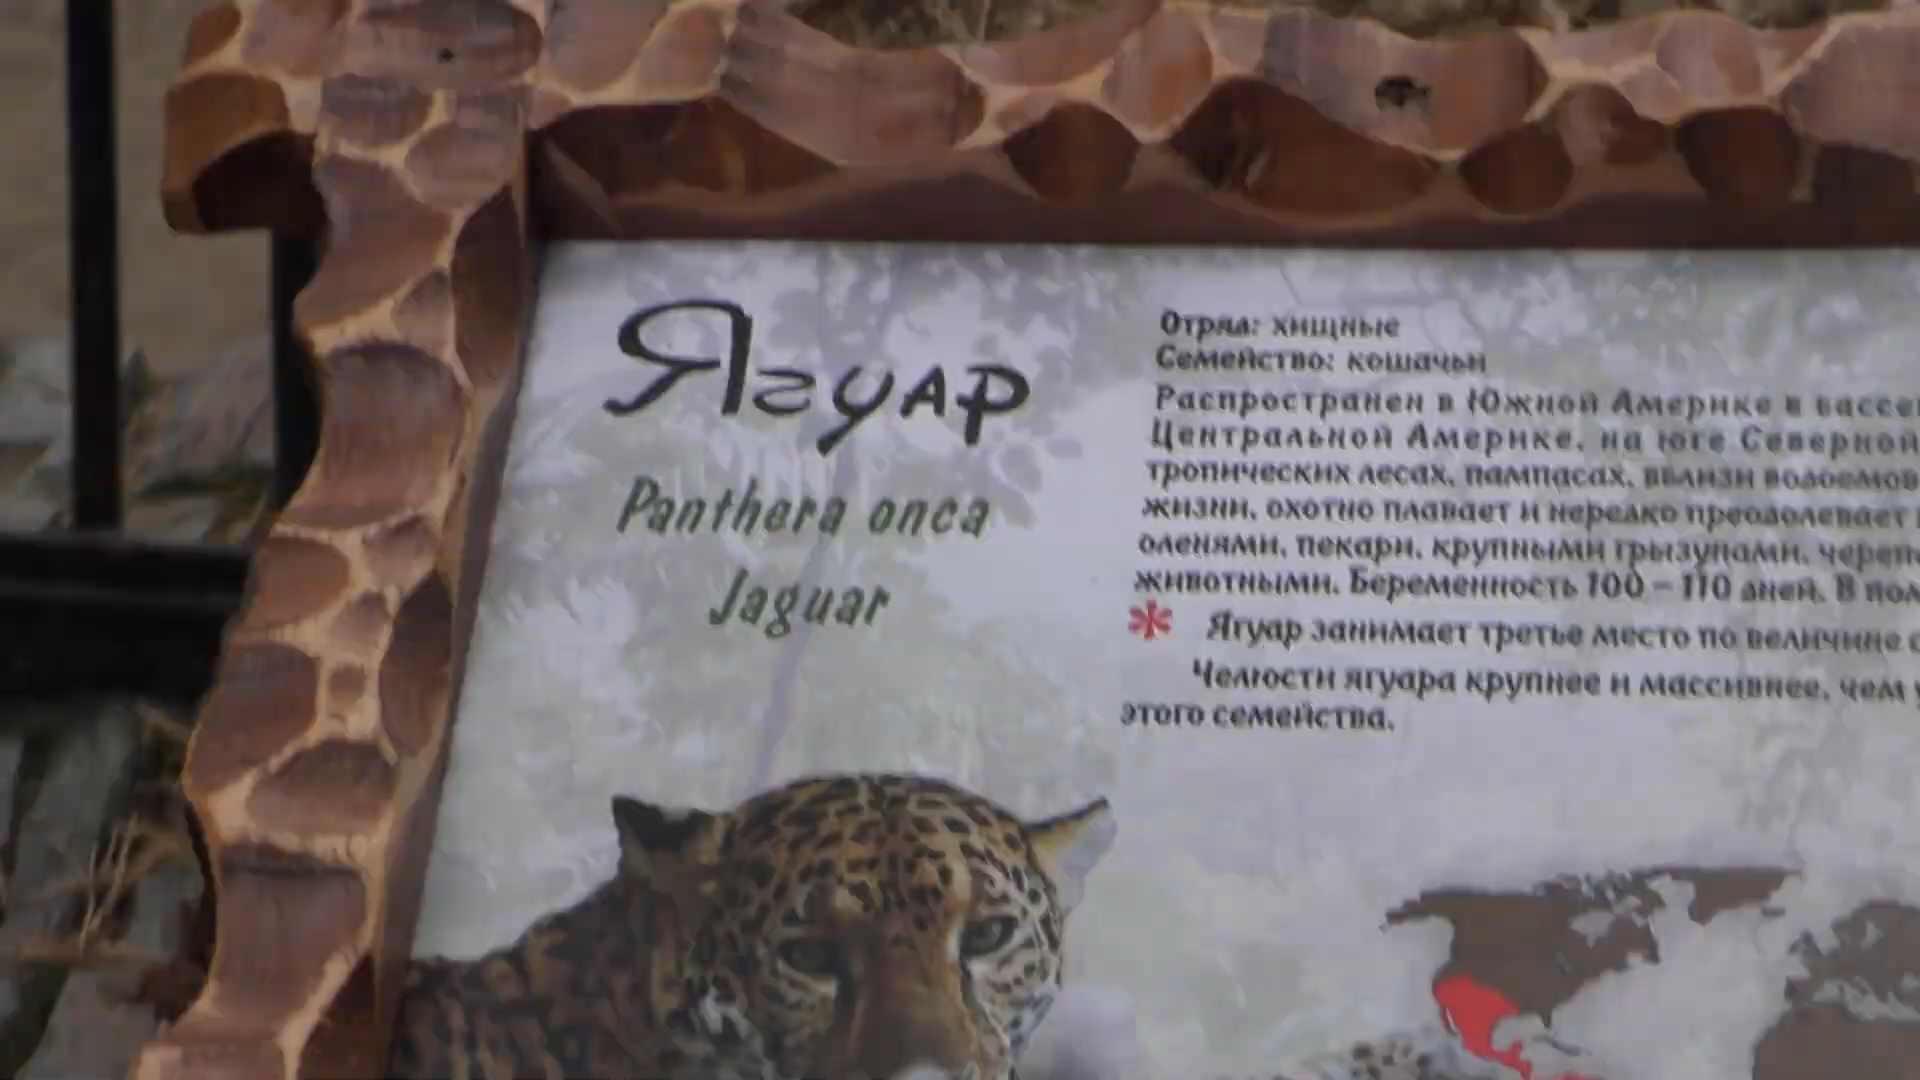 Ягуар
Panthera onca
Jaguar
Отряд: хищные
Семейство: кошачьи
Распространен в Южной Америке в
Центральной Америке, на юге Северной
тропических лесах, пампасах, вблизи водоемов
жизни, охотно плавает и нередко преодолевает
оленями, пекари, крупными грызунами,
животными. Беременность 100 – 110 дней. В
* Ягуар занимает третье место по величине
Челюсти ягуара крупнее и массивнее, чем
этого семейства.